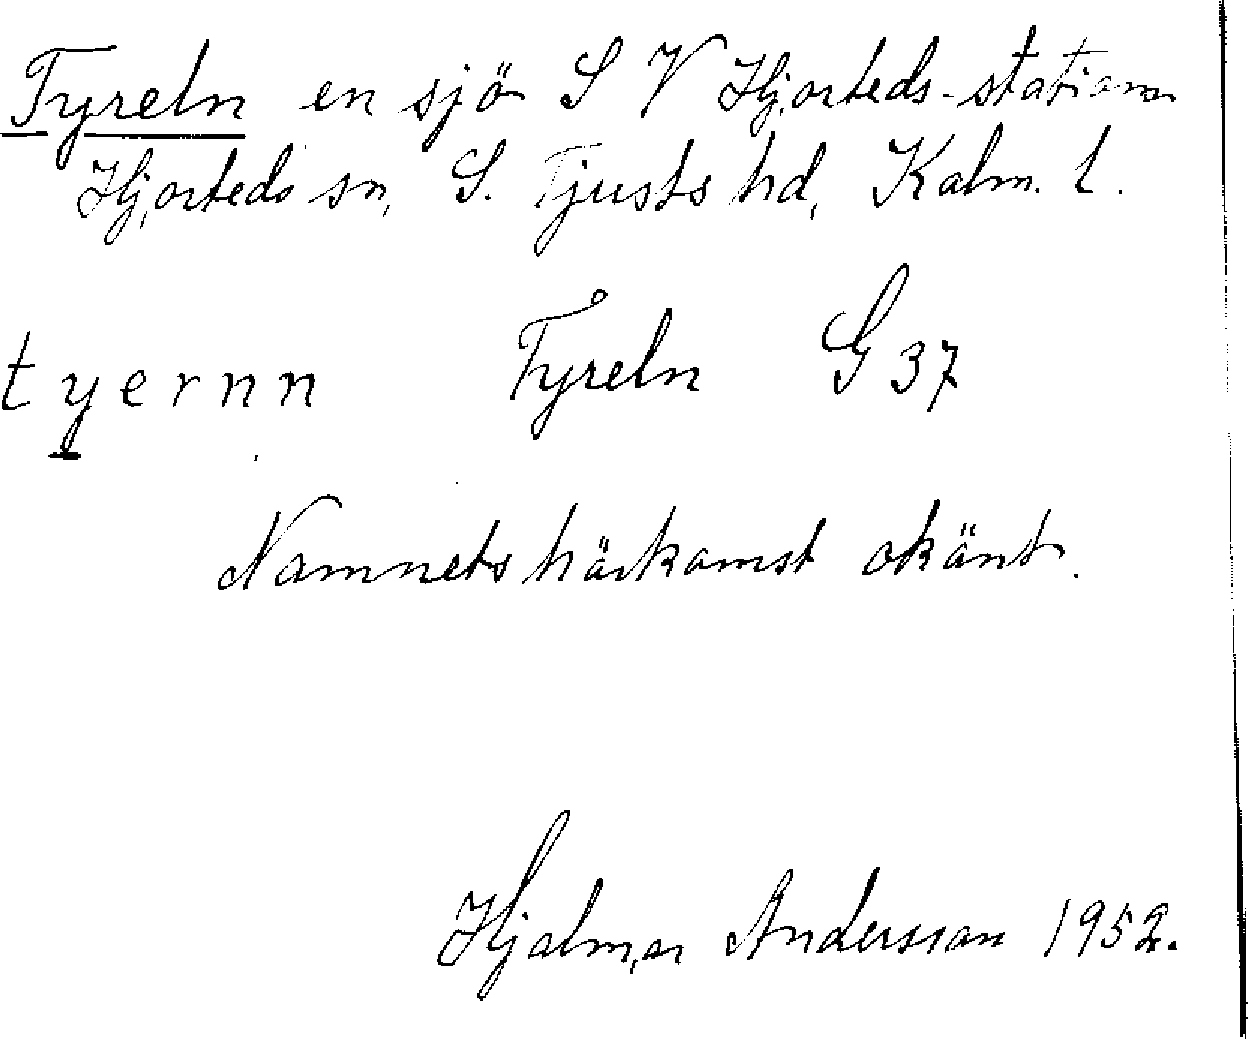 Tyreln en sjö S V Hjorteds-station
Hjorteds sn, S. Tjusts hd, Kalm. l.
tyernn Tyreln G 37
Namnets härkomst okänt.
Hjalmar Andersson 1952.